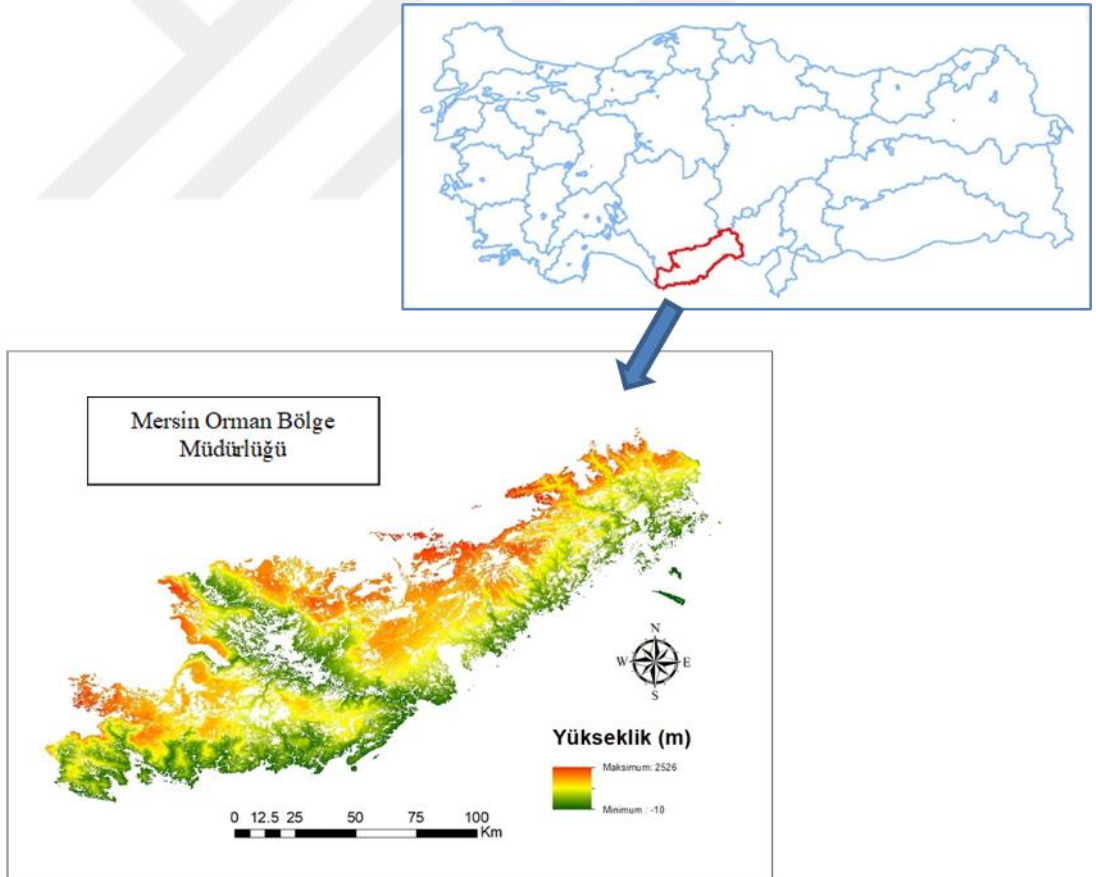 Mersin Orman Bölge
Müdürlüğü
N
W E
S
Yükseklik (m)
Maksimum: 2526
Minimum : -10
0 12.5 25 50 75 100
Km